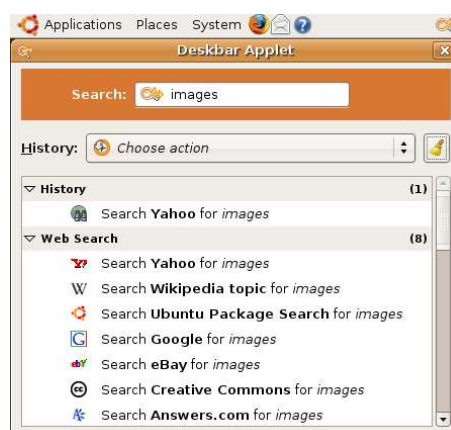 Applications Places System
Deskbar Applet
Search: images
History: Choose action
History (1)
Search Yahoo for images
Web Search (8)
Search Yahoo for images
W Search Wikipedia topic for images
Search Ubuntu Package Search for images
G Search Google for images
ebY Search eBay for images
cc Search Creative Commons for images
A Search Answers.com for images